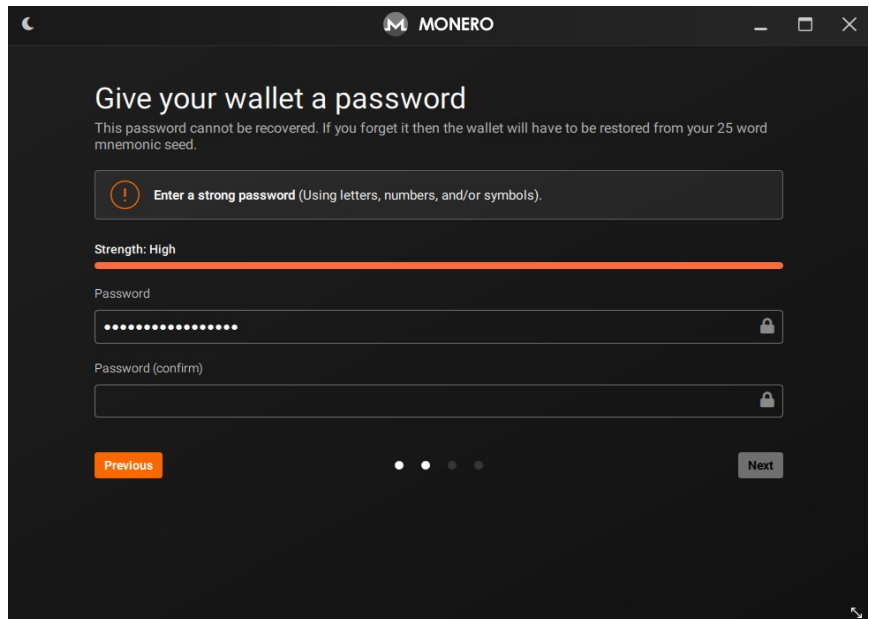 MONERO
Give your wallet a password
This password cannot be recovered. If you forget it then the wallet will have to be restored from your 25 word
mnemonic seed.
Enter a strong password (Using letters, numbers, and/or symbols).
Strength: High
Password
•••••••••••••••••
Password (confirm)
Previous
Next